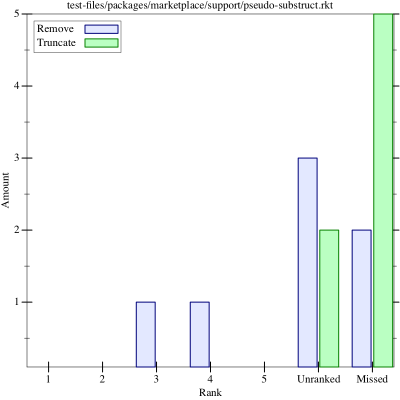 test-files/packages/marketplace/support/pseudo-substruct.rkt
Remove
Truncate
5
4
3
2
1
Amount
1 2 3 4 5 Unranked Missed
Rank